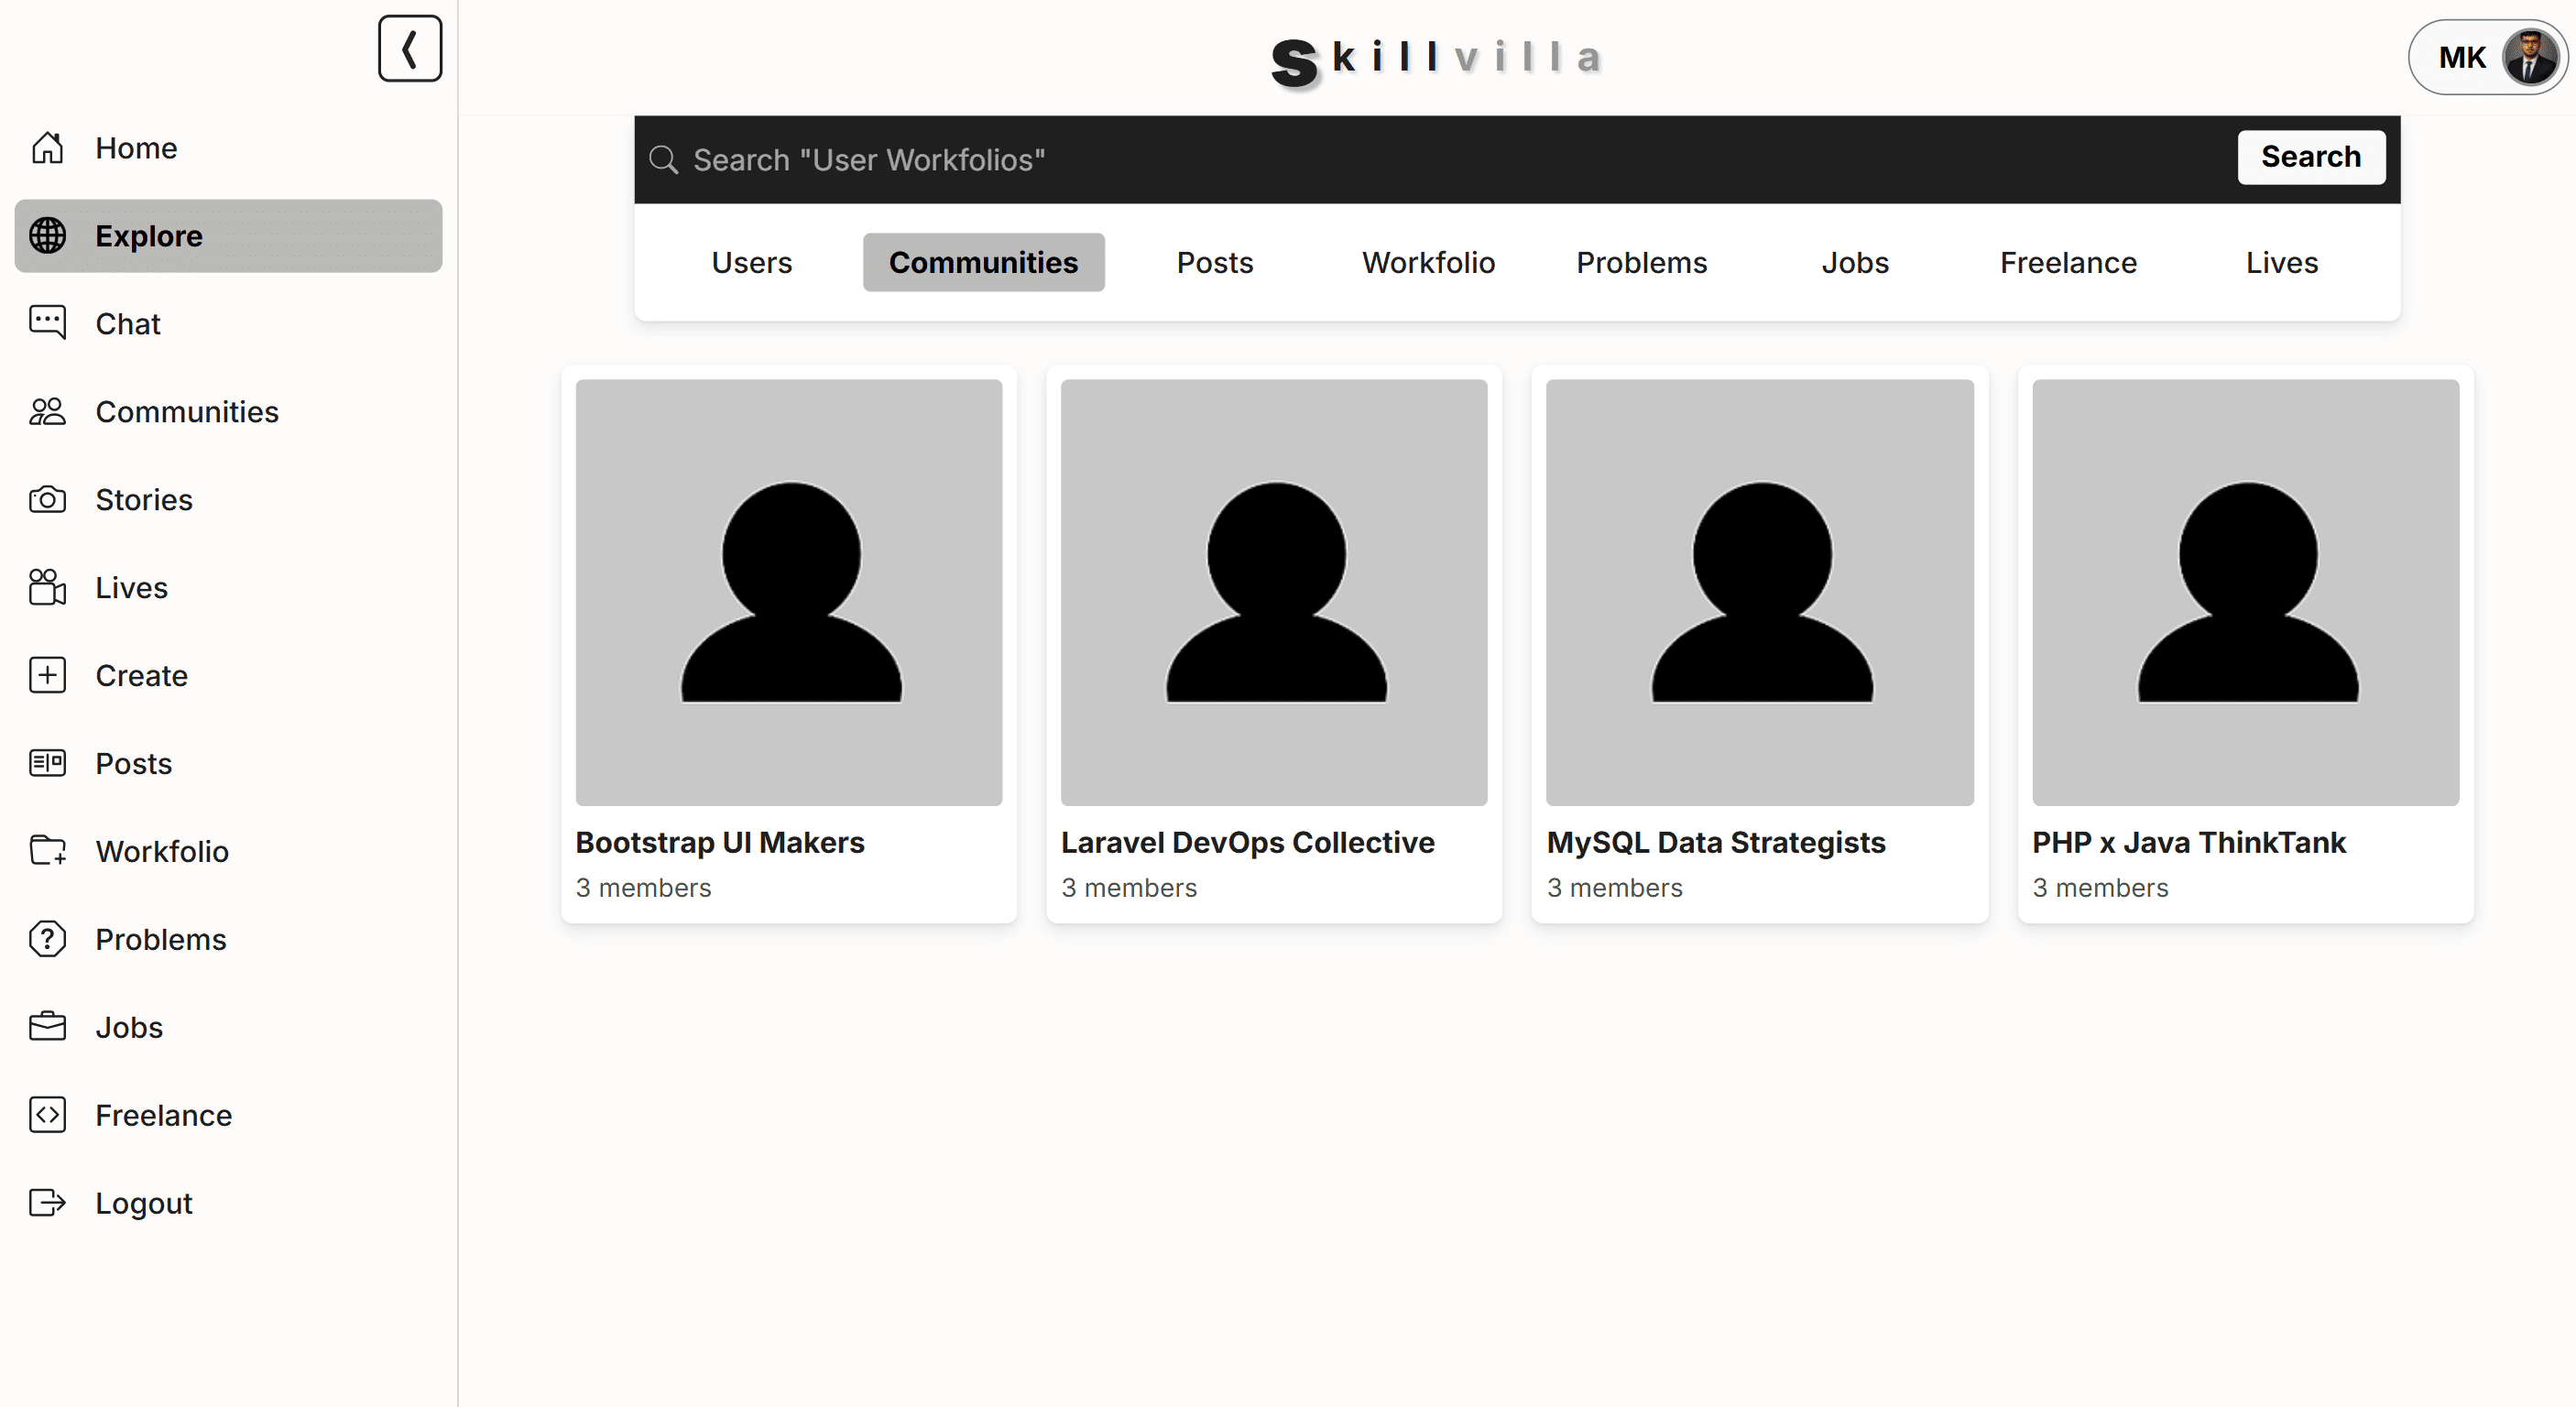 Skillvilla
MK
Home
Explore
Chat
Communities
Stories
Lives
Create
Posts
Workfolio
Problems
Jobs
Freelance
Logout
Search "User Workfolios"
Search
Users
Communities
Posts
Workfolio
Problems
Jobs
Freelance
Lives
Bootstrap UI Makers
3 members
Laravel DevOps Collective
3 members
MySQL Data Strategists
3 members
PHP x Java ThinkTank
3 members